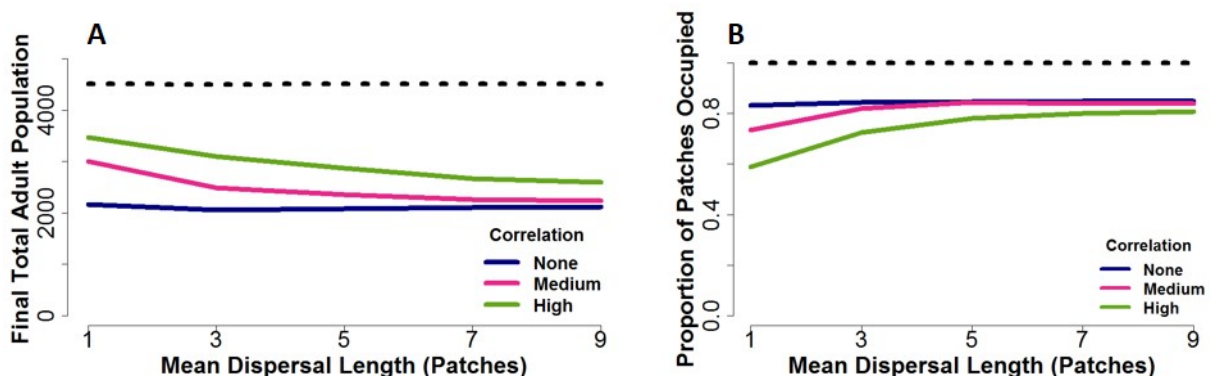 A
Final Total Adult Population
0
2000
4000
Correlation
None
Medium
High
1
3
5
7
9
Mean Dispersal Length (Patches)
B
Proportion of Patches Occupied
0.0
0.4
0.8
Correlation
None
Medium
High
1
3
5
7
9
Mean Dispersal Length (Patches)